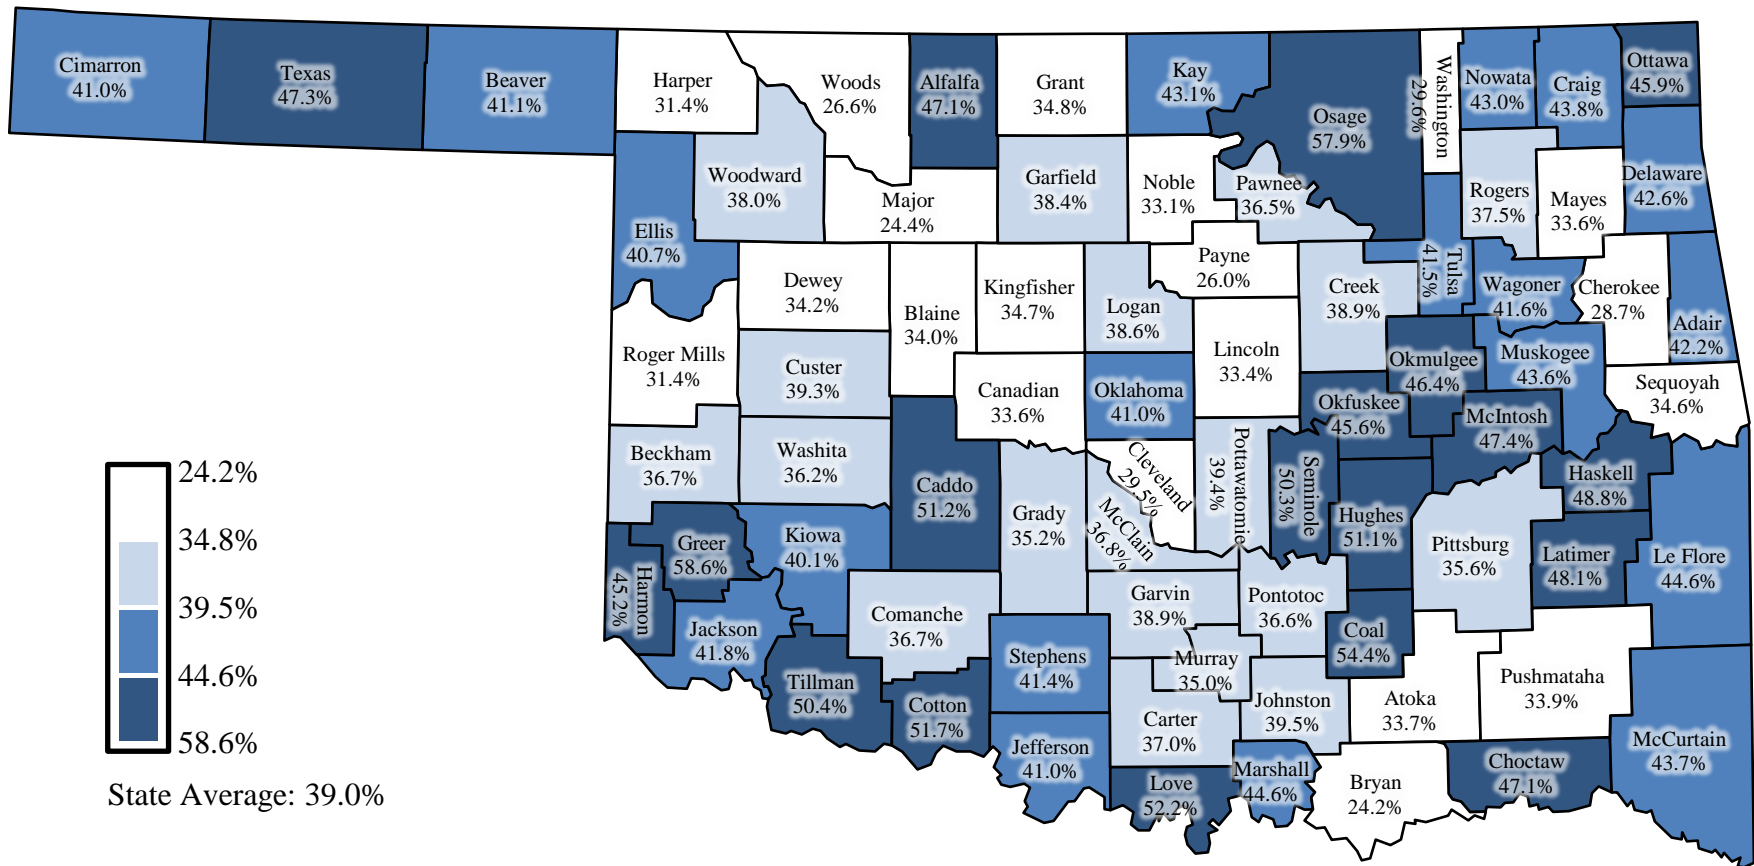 Cimarron
41.0%
Texas
47.3%
Beaver
41.1%
Harper
31.4%
Woods
26.6%
Alfalfa
47.1%
Grant
34.8%
Kay
43.1%
Osage
57.9%
Washington
29.6%
Nowata
43.0%
Craig
43.8%
Ottawa
45.9%
Woodward
38.0%
Major
24.4%
Garfield
38.4%
Noble
33.1%
Pawnee
36.5%
Rogers
37.5%
Mayes
33.6%
Delaware
42.6%
Ellis
40.7%
Dewey
34.2%
Blaine
34.0%
Kingfisher
34.7%
Logan
38.6%
Payne
26.0%
Creek
38.9%
Tulsa
41.5%
Wagoner
41.6%
Cherokee
28.7%
Adair
42.2%
Roger Mills
31.4%
Custer
39.3%
Canadian
33.6%
Oklahoma
41.0%
Lincoln
33.4%
Okmulgee
46.4%
Muskogee
43.6%
Sequoyah
34.6%
Okfuskee
45.6%
McIntosh
47.4%
Beckham
36.7%
Washita
36.2%
Caddo
51.2%
Grady
35.2%
Cleveland
29.5%
McClain
36.8%
Pottawatomie
39.4%
Seminole
50.3%
Hughes
51.1%
Haskell
48.8%
Pittsburg
35.6%
Latimer
48.1%
Le Flore
44.6%
Greer
58.6%
Kiowa
40.1%
Harmon
45.2%
Jackson
41.8%
Comanche
36.7%
Garvin
38.9%
Pontotoc
36.6%
Coal
54.4%
Stephens
41.4%
Murray
35.0%
Tillman
50.4%
Cotton
51.7%
Carter
37.0%
Johnston
39.5%
Atoka
33.7%
Pushmataha
33.9%
Jefferson
41.0%
Love
52.2%
Marshall
44.6%
Bryan
24.2%
Choctaw
47.1%
McCurtain
43.7%
24.2%
34.8%
39.5%
44.6%
58.6%
State Average: 39.0%